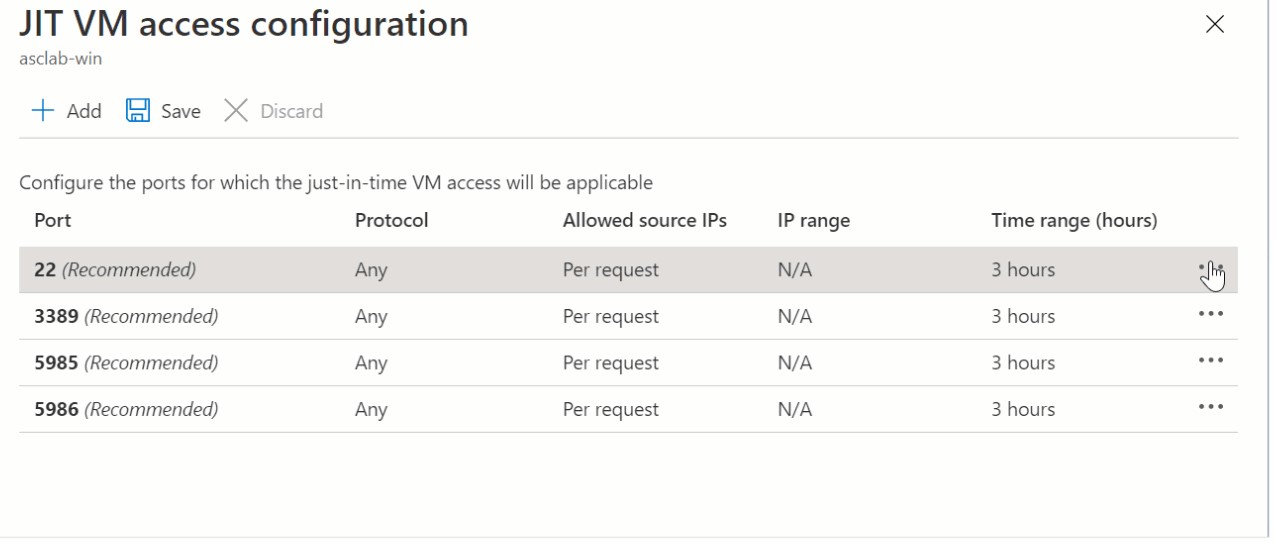 JIT VM access configuration
asclab-win
Add Save Discard
Configure the ports for which the just-in-time VM access will be applicable
Port Protocol Allowed source IPs IP range Time range (hours)
22 (Recommended) Any Per request N/A 3 hours
3389 (Recommended) Any Per request N/A 3 hours
5985 (Recommended) Any Per request N/A 3 hours
5986 (Recommended) Any Per request N/A 3 hours